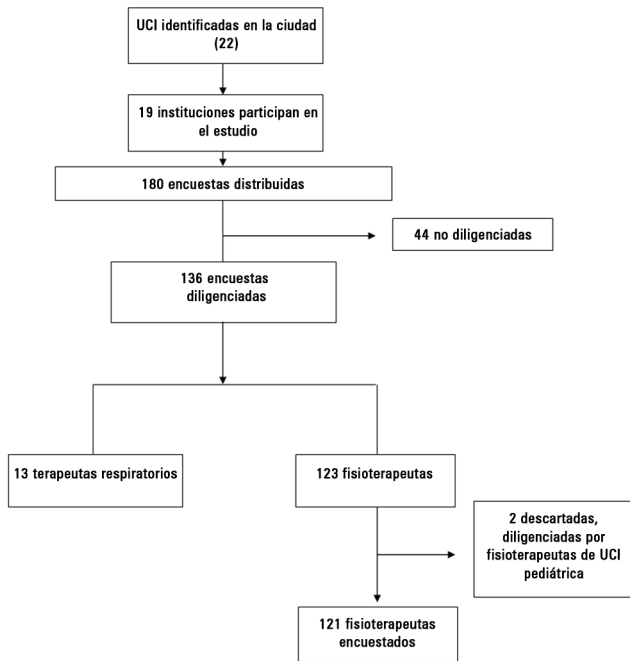 UCI identificadas en la ciudad
(22)
19 instituciones participan en
el estudio
180 encuestas distribuidas
44 no diligenciadas
136 encuestas
diligenciadas
13 terapeutas respiratorios
123 fisioterapeutas
2 descartadas,
diligenciadas por
fisioterapeutas de UCI
pediátrica
121 fisioterapeutas
encuestados